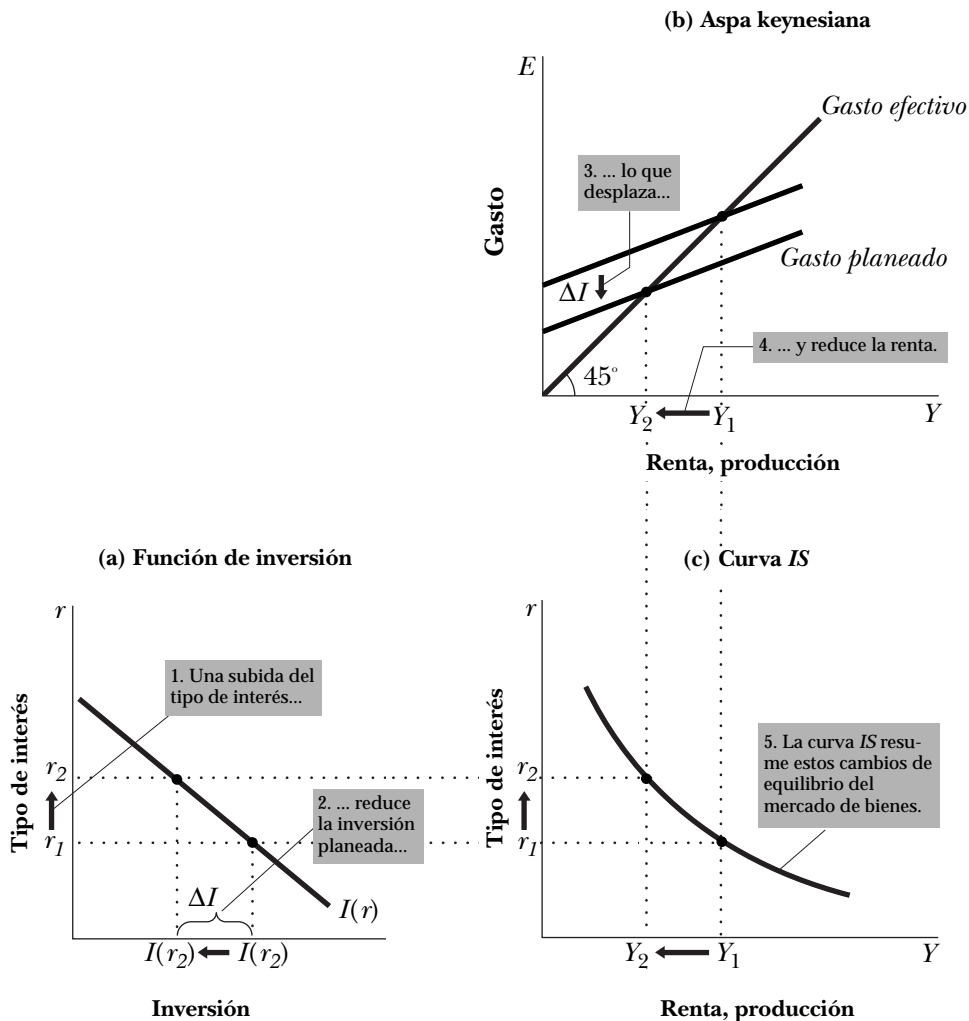 (b) Aspa keynesiana
E
Gasto efectivo
3. ... lo que
desplaza...
Gasto
Gasto planeado
ΔI
4. ... y reduce la renta.
45°
Y2
Y1
Y
Renta, producción
(a) Función de inversión
r
1. Una subida del
tipo de interés...
Tipo de interés
r2
2. ... reduce
la inversión
planeada...
r1
ΔI
I(r)
I(r2)
I(r2)
Inversión
(c) Curva IS
r
Tipo de interés
5. La curva IS resu-
me estos cambios de
equilibrio del
mercado de bienes.
r2
r1
Y2
Y1
Y
Renta, producción